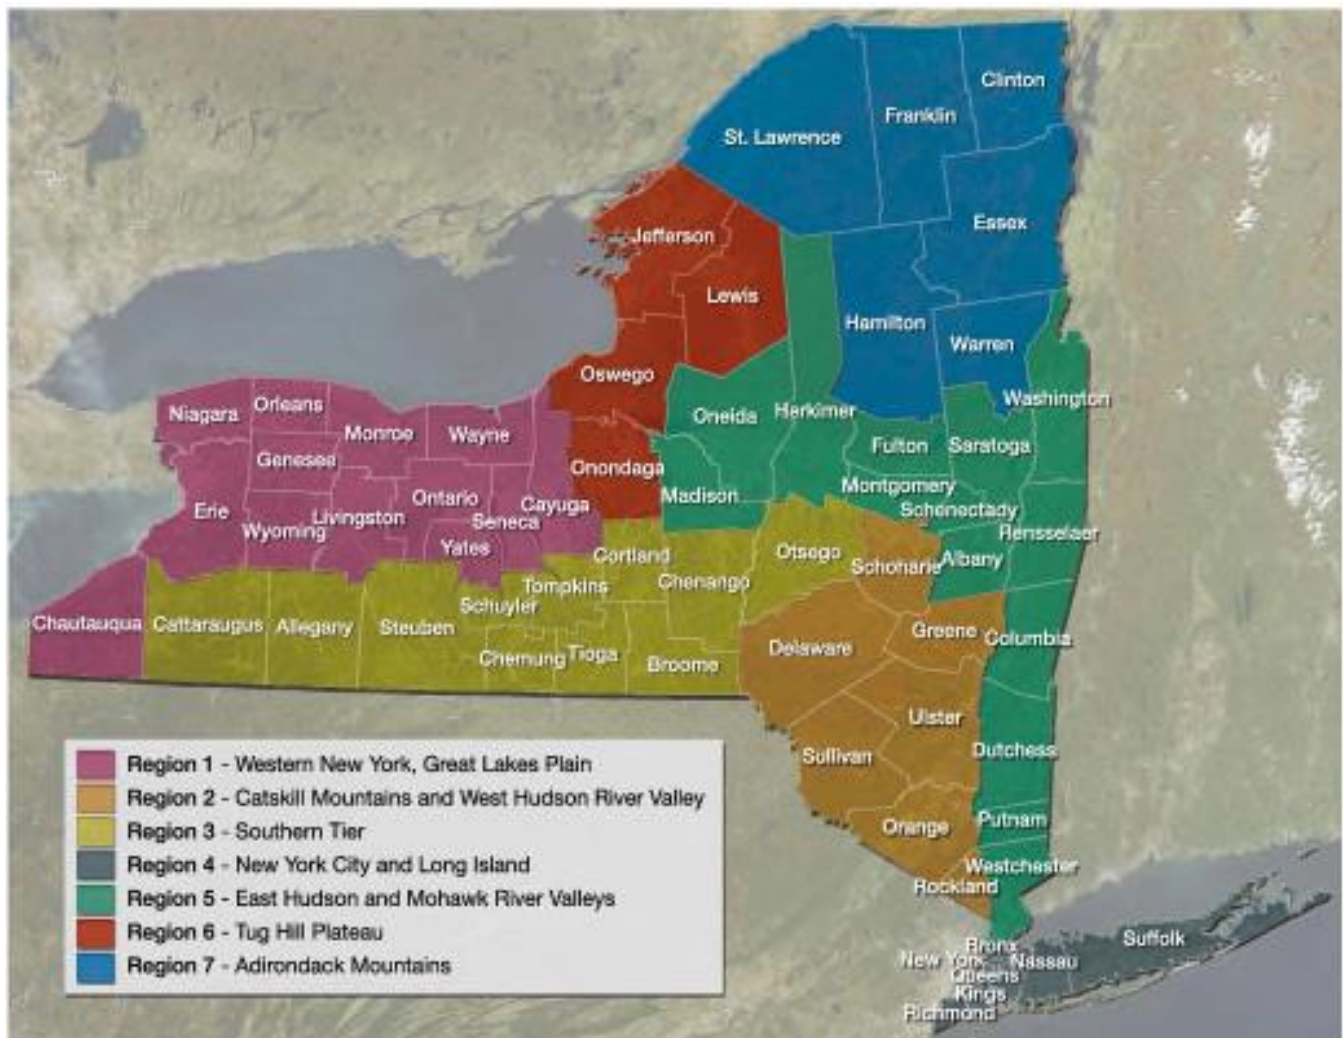 Clinton
Franklin
St. Lawrence
Essex
Jefferson
Lewis
Hamilton
Warren
Oswego
Washington
Niagara
Orleans
Monroe
Wayne
Oneida
Herkimer
Fulton
Saratoga
Genesee
Onondaga
Madison
Montgomery
Erie
Wyoming
Livingston
Ontario
Seneca
Cayuga
Schenectady
Rensselaer
Yates
Cortland
Otsego
Schoharie
Albany
Chenango
Tompkins
Schuyler
Chautauqua
Cattaraugus
Allegany
Steuben
Chemung
Tioga
Broome
Delaware
Greene
Columbia
Ulster
Sullivan
Dutchess
Orange
Putnam
Westchester
Rockland
Bronx
New York
Nassau
Suffolk
Queens
Kings
Richmond
Region 1 - Western New York, Great Lakes Plain
Region 2 - Catskill Mountains and West Hudson River Valley
Region 3 - Southern Tier
Region 4 - New York City and Long Island
Region 5 - East Hudson and Mohawk River Valleys
Region 6 - Tug Hill Plateau
Region 7 - Adirondack Mountains